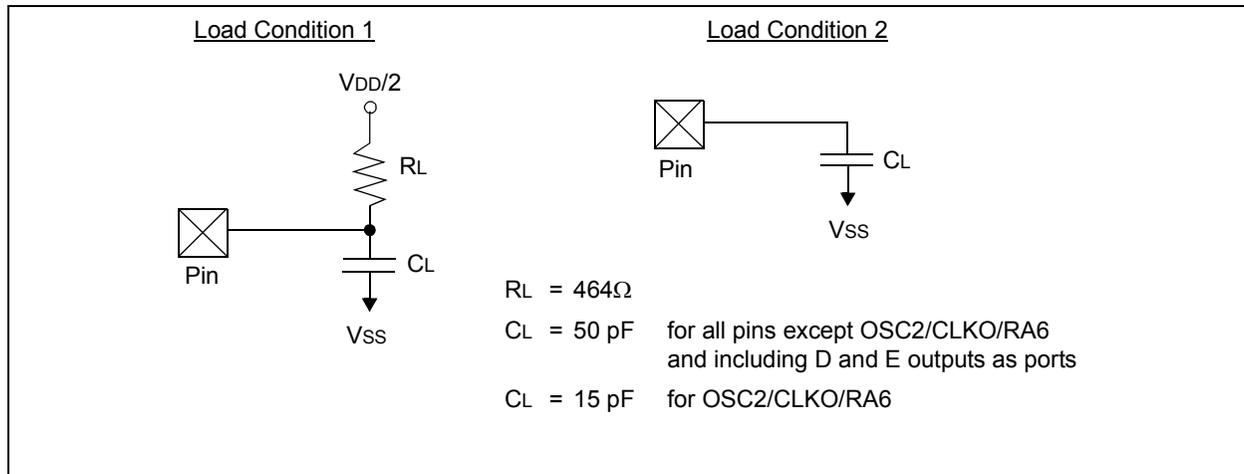 Load Condition 1
VDD/2
RL
Pin
CL
VSS
Load Condition 2
Pin
CL
VSS
RL = 464Ω
CL = 50 pF for all pins except OSC2/CLKO/RA6
and including D and E outputs as ports
CL = 15 pF for OSC2/CLKO/RA6